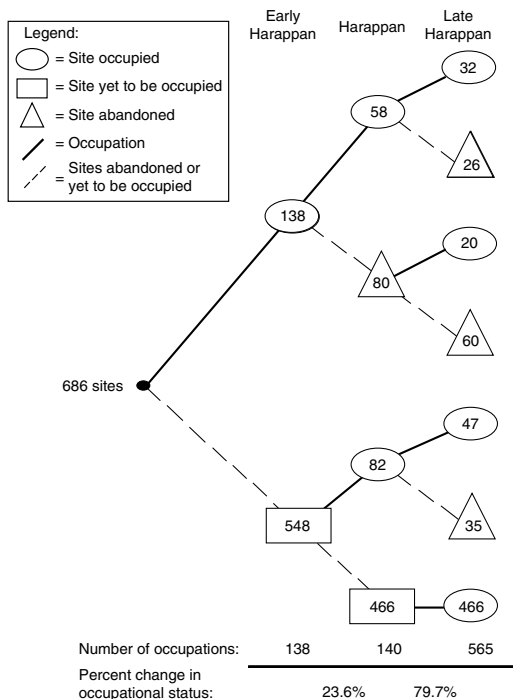 Early
Harappan
Harappan
Late
Harappan
Legend:
= Site occupied
= Site yet to be occupied
= Site abandoned
= Occupation
= Sites abandoned or
yet to be occupied
32
58
26
138
20
80
60
686 sites
47
82
35
548
466
466
Number of occupations: 138 140 565
Percent change in
occupational status: 23.6% 79.7%